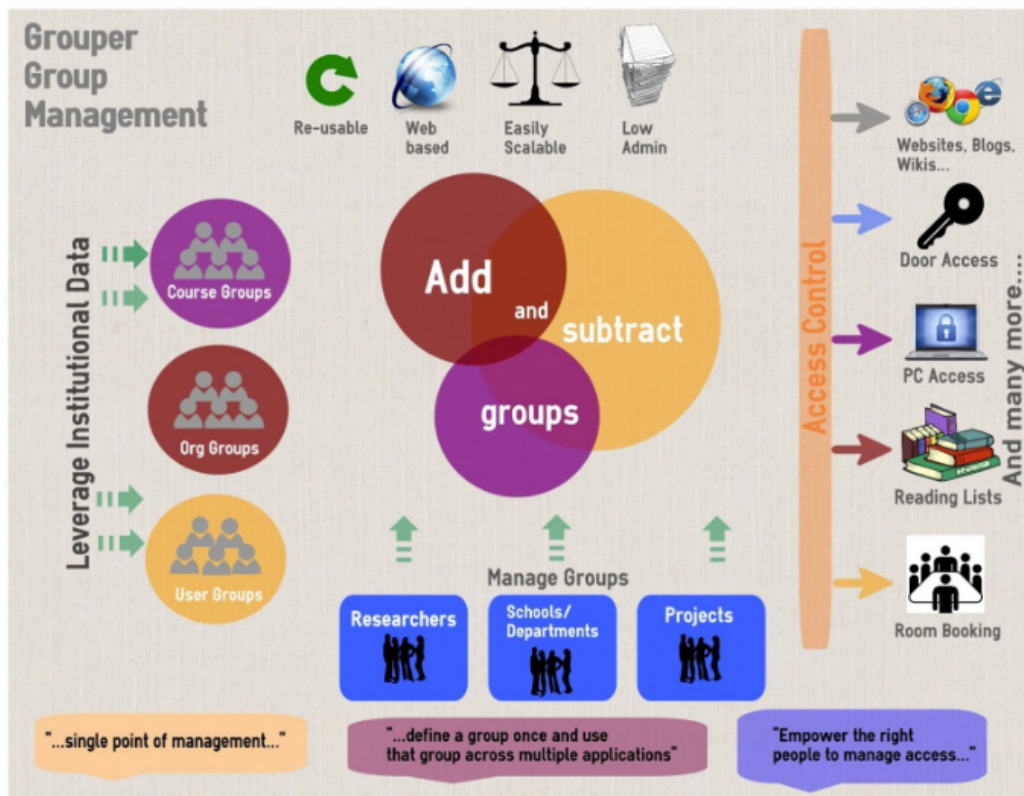 Grouper
Group
Management
Re-usable
Web
based
Easily
Scalable
Low
Admin
Leverage Institutional Data
Course Groups
Org Groups
User Groups
Add
and
subtract
groups
Manage Groups
Researchers
Schools/
Departments
Projects
Access Control
Websites, Blogs,
Wikis...
Door Access
PC Access
Reading Lists
Room Booking
And many more....
"...single point of management..."
"...define a group once and use
that group across multiple applications"
"Empower the right
people to manage access..."